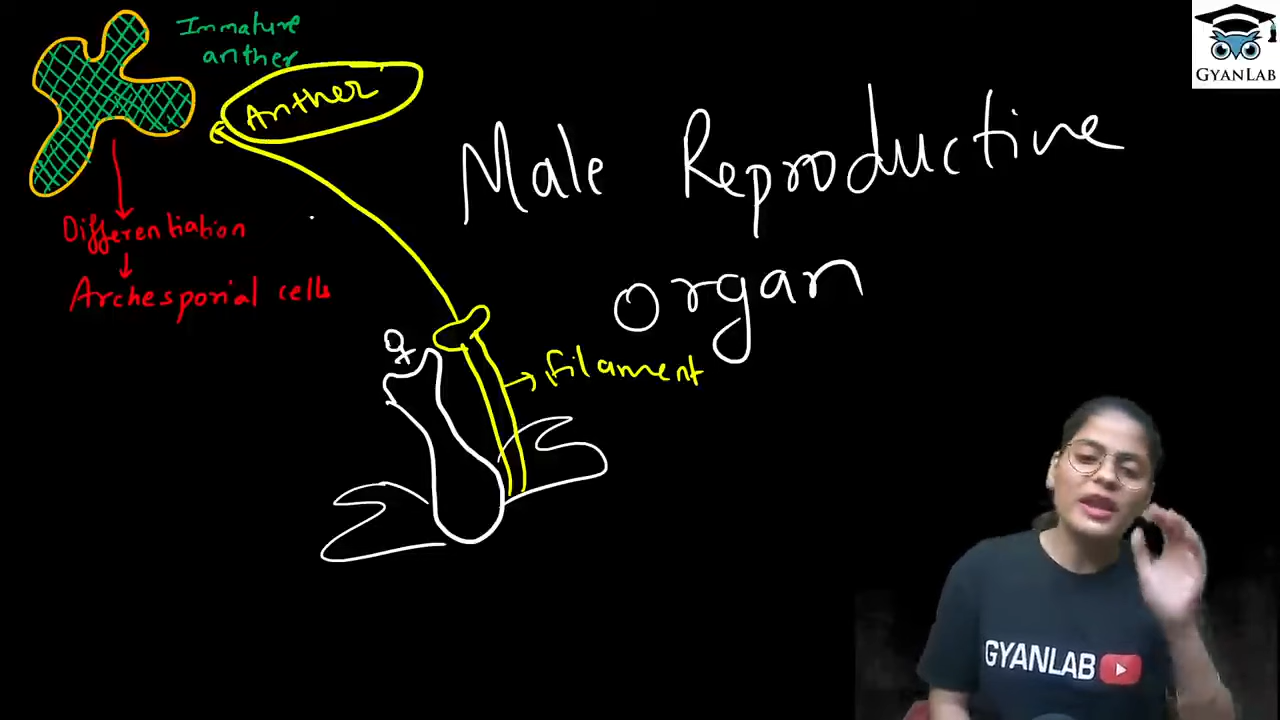 Immature
anther
Anther
GYANLAB
Male Reproductive
organ
Differentiation
Archesporial cells
♀
filament
GYANLAB